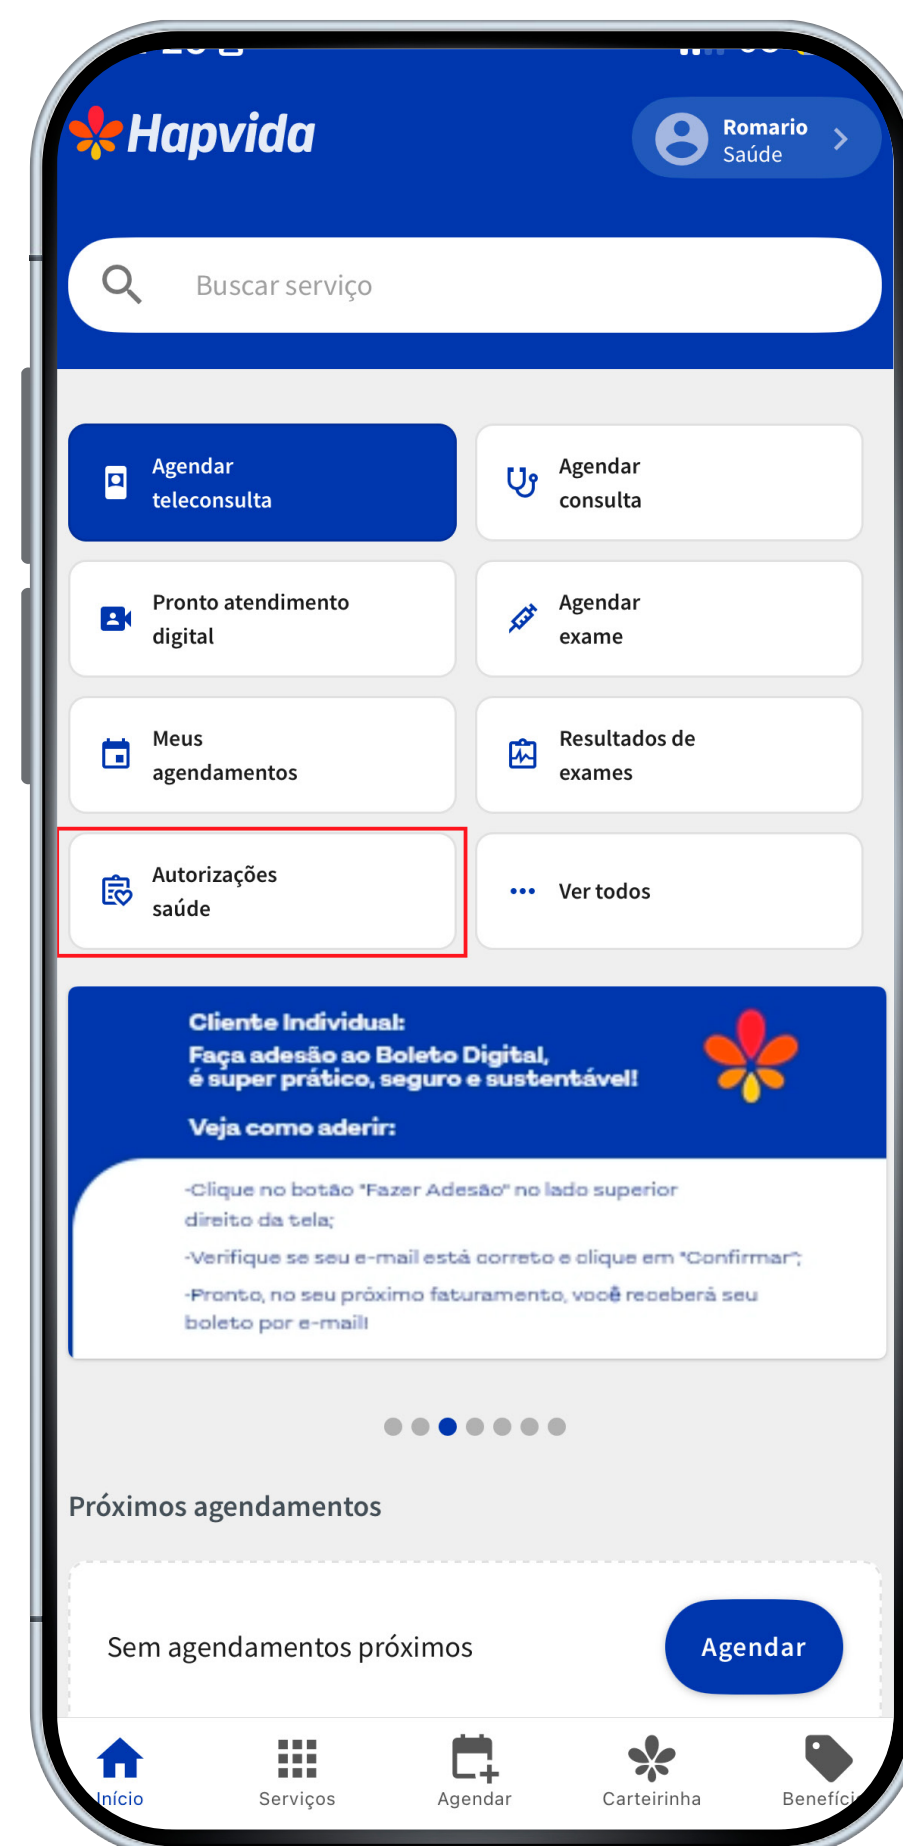 Hapvida
Romario
Saúde
Buscar serviço
Agendar
teleconsulta
Agendar
consulta
Pronto atendimento
digital
Agendar
exame
Meus
agendamentos
Resultados de
exames
Autorizações
saúde
Ver todos
Cliente Individual:
Faça adesão ao Boleto Digital,
é super prático, seguro e sustentável!
Veja como aderir:
-Clique no botão "Fazer Adesão" no lado superior
direito da tela;
-Verifique se seu e-mail está correto e clique em "Confirmar";
-Pronto, no seu próximo faturamento, você receberá seu
boleto por e-mail!
Próximos agendamentos
Sem agendamentos próximos
Agendar
Início
Serviços
Agendar
Carteirinha
Benefíci